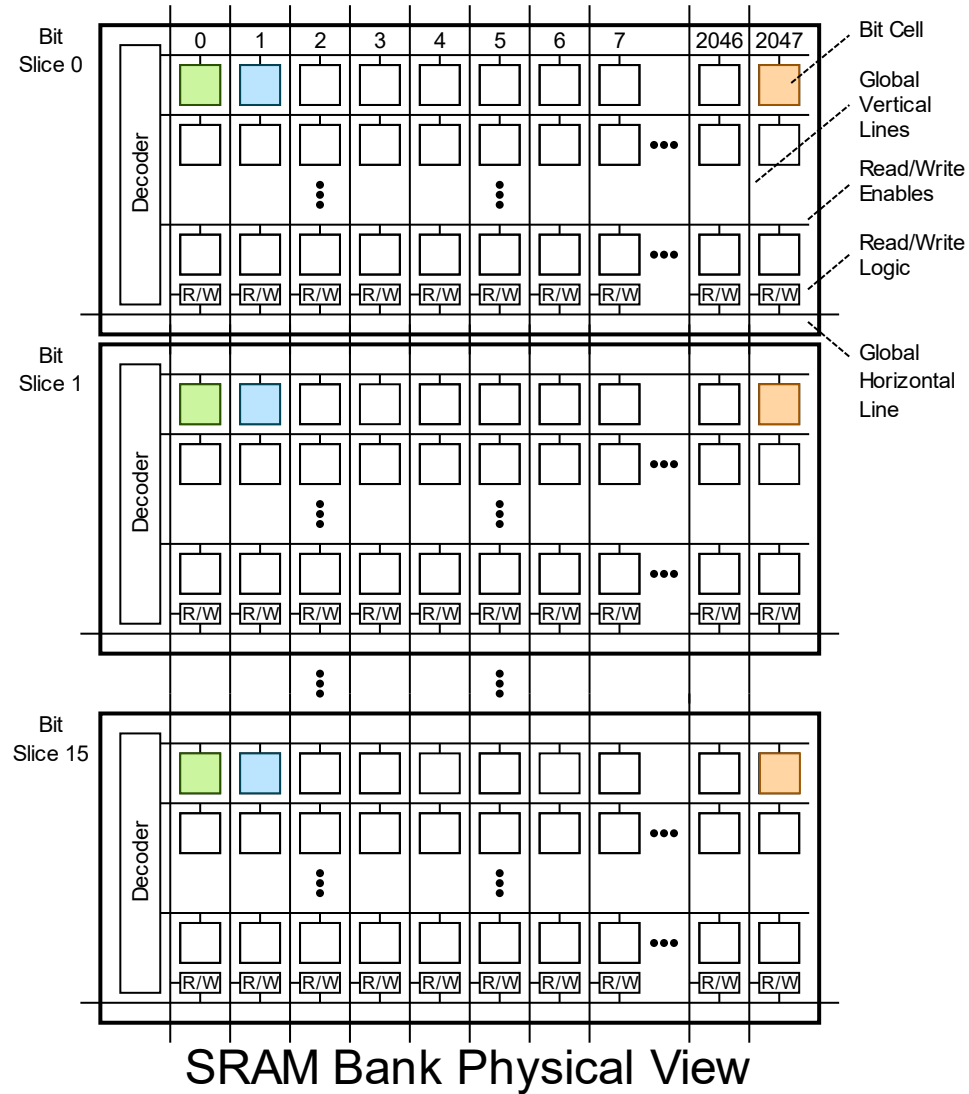 Bit
Slice 0
0 1 2 3 4 5 6 7 2046 2047
Decoder
R/W R/W R/W R/W R/W R/W R/W R/W R/W R/W
Bit Cell
Global
Vertical
Lines
Read/Write
Enables
Read/Write
Logic
Global
Horizontal
Line
Bit
Slice 1
Decoder
R/W R/W R/W R/W R/W R/W R/W R/W R/W R/W
Bit
Slice 15
Decoder
R/W R/W R/W R/W R/W R/W R/W R/W R/W R/W
SRAM Bank Physical View